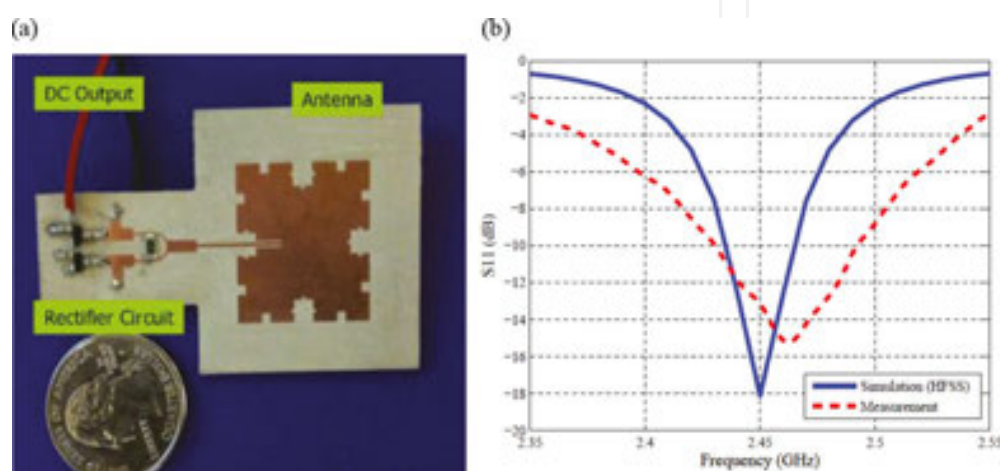 (a)
DC Output
Antenna
Rectifier Circuit
(b)
S11 (dB)
0
-2
-4
-6
-8
-10
-12
-14
-16
-18
-20
2.35
2.4
2.45
2.5
2.55
Frequency (GHz)
Simulation (HFSS)
Measurement